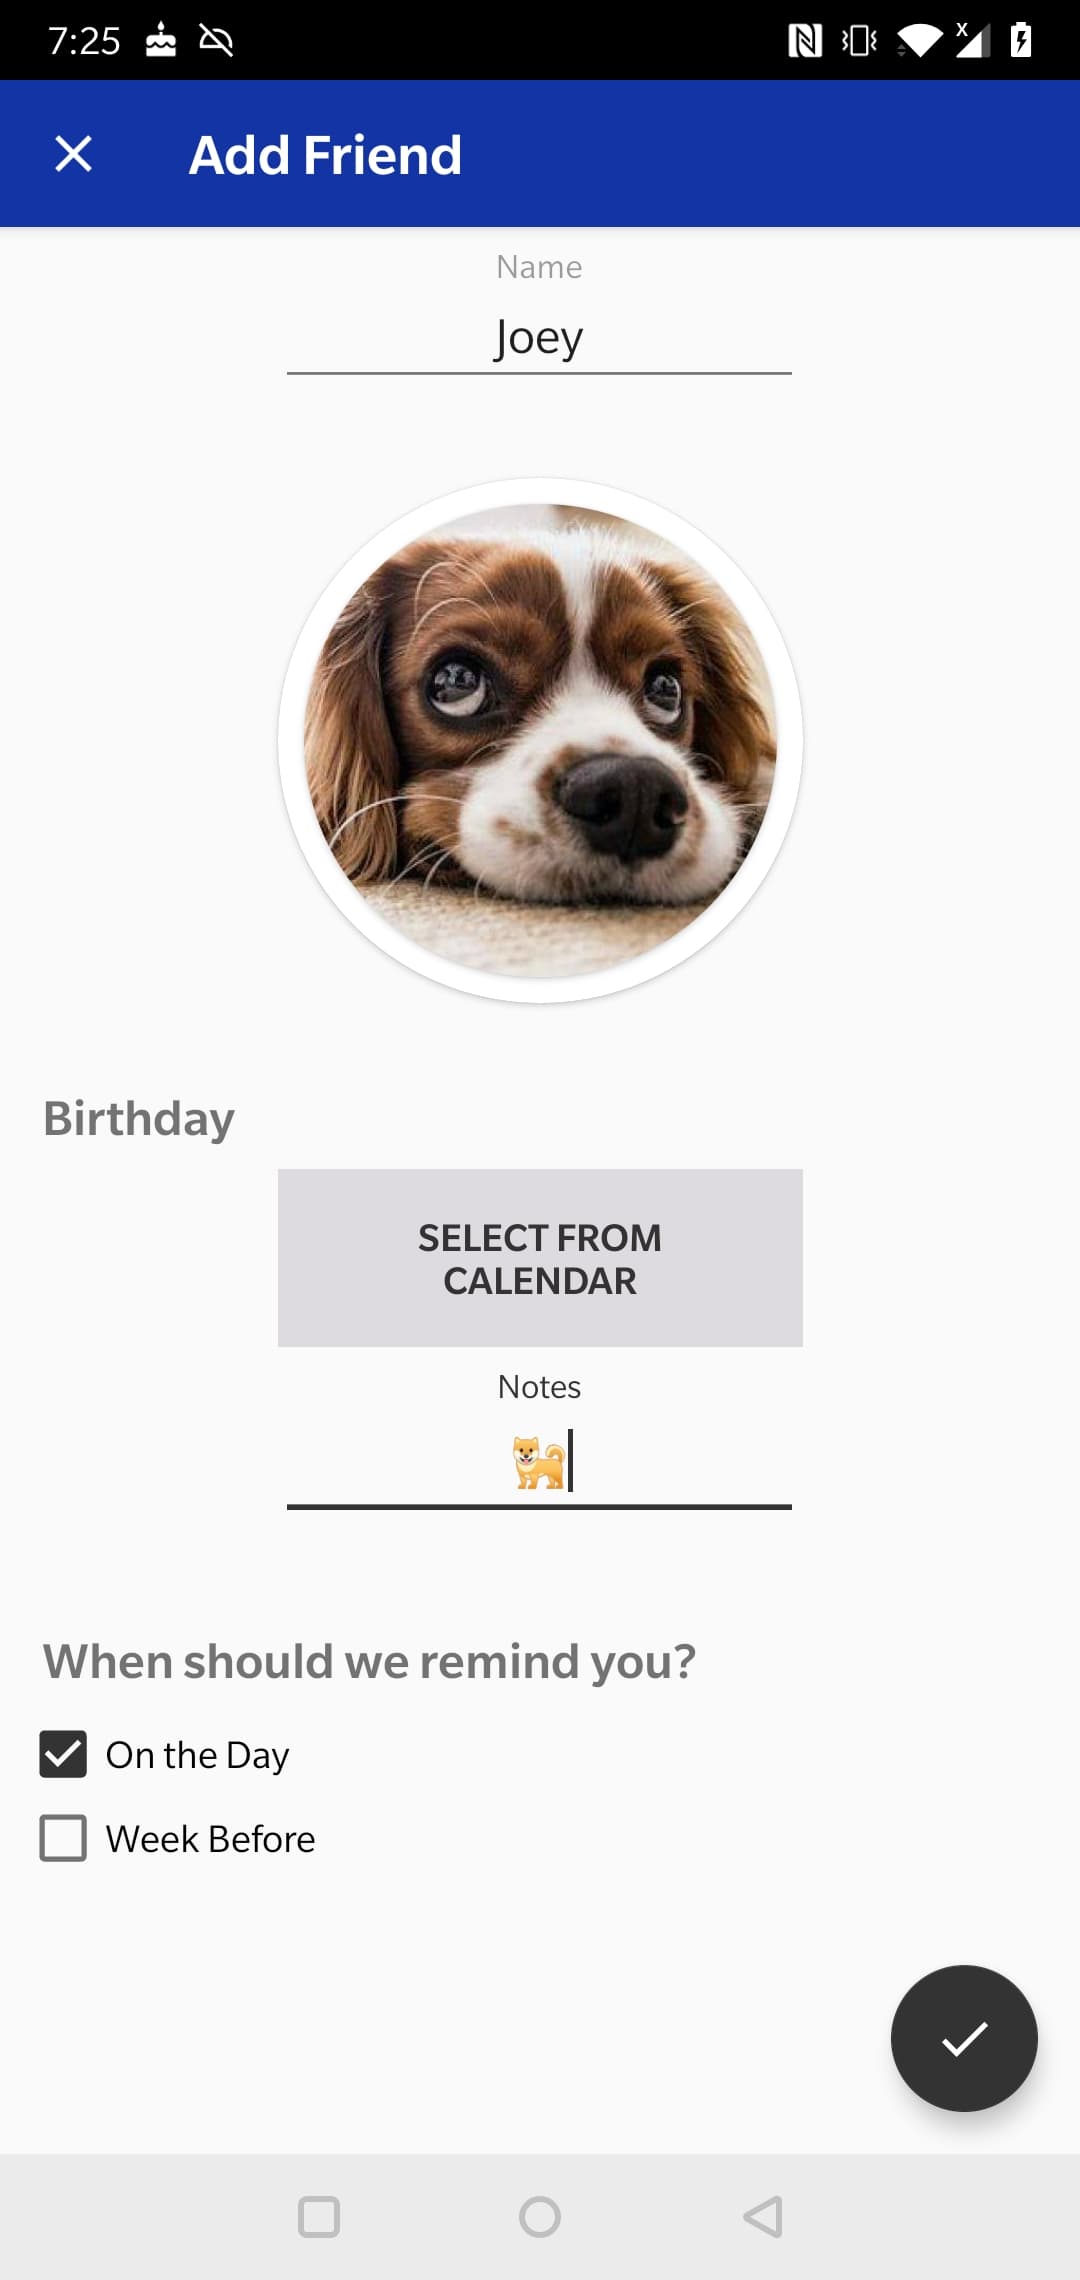 7:25
Add Friend
Name
Joey
Birthday
SELECT FROM
CALENDAR
Notes
🐕
When should we remind you?
On the Day
Week Before